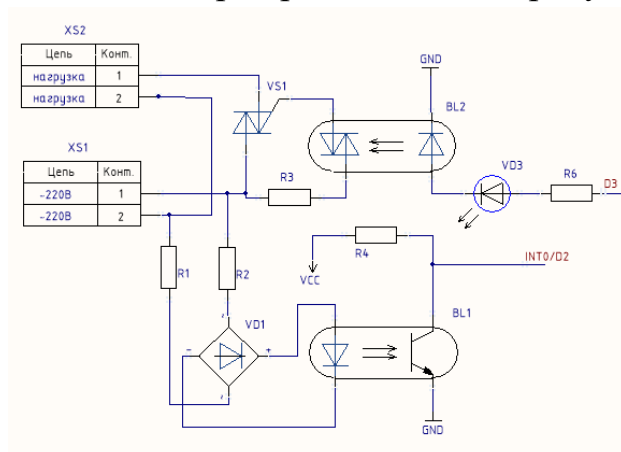 XS2
Цепь Конт.
нагрузка 1
нагрузка 2
VS1
GND
BL2
XS1
Цепь Конт.
~220В 1
~220В 2
R3
VD3
R6
D3
R1
R2
VCC
R4
INT0/D2
VD1
BL1
~
- +
~
GND